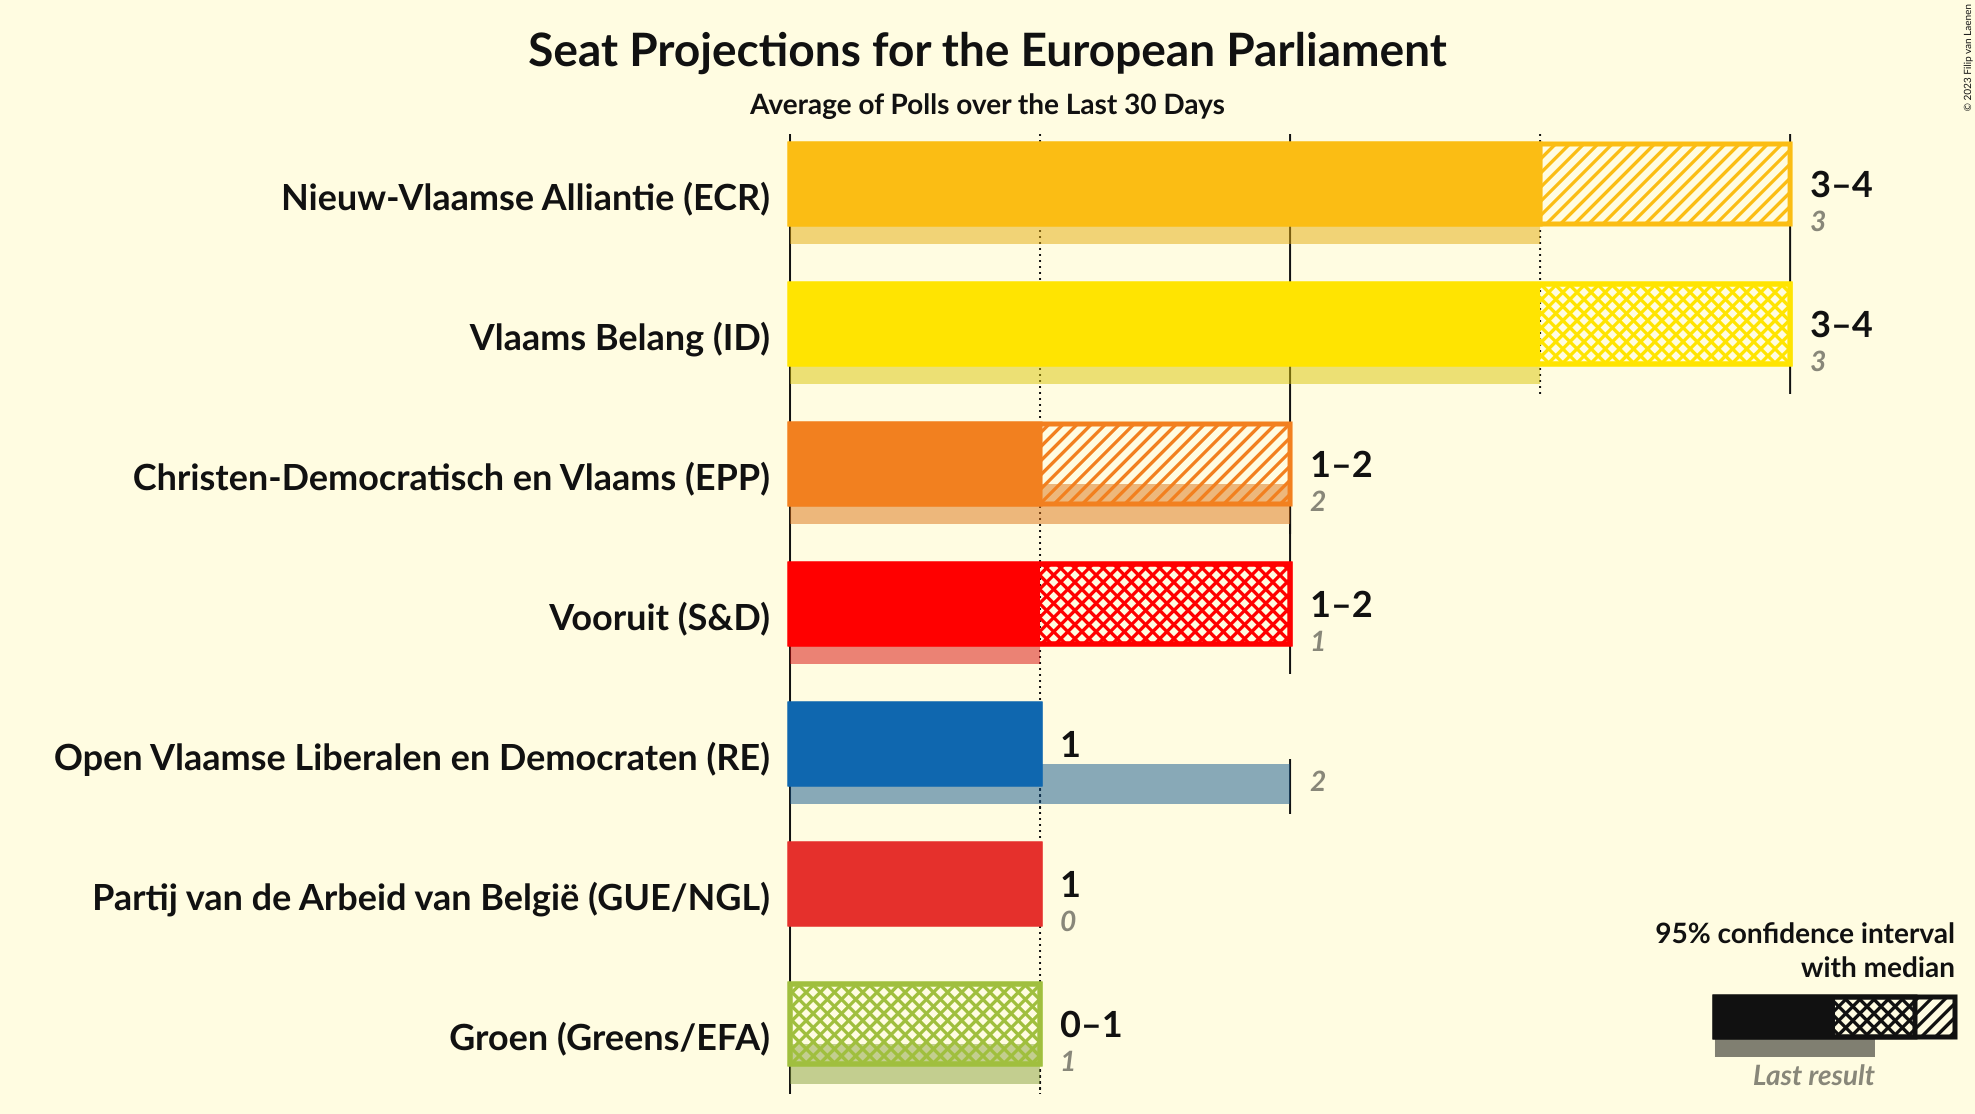 Seat Projections for the European Parliament
Average of Polls over the Last 30 Days
© 2023 Filip van Laenen
Nieuw-Vlaamse Alliantie (ECR)
3–4
3
Vlaams Belang (ID)
3–4
3
Christen-Democratisch en Vlaams (EPP)
1–2
2
Vooruit (S&D)
1–2
1
Open Vlaamse Liberalen en Democraten (RE)
1
2
Partij van de Arbeid van België (GUE/NGL)
1
0
Groen (Greens/EFA)
0–1
1
95% confidence interval
with median
Last result